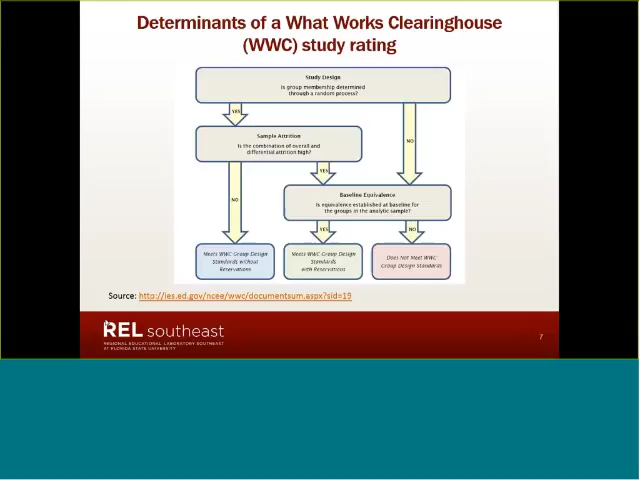 Determinants of a What Works Clearinghouse
(WWC) study rating
Study Design
Is group membership determined
through a random process?
YES
NO
Sample Attrition
Is the combination of overall and
differential attrition high?
NO
YES
Baseline Equivalence
Is equivalence established at baseline for
the groups in the analytic sample?
YES
NO
Meets WWC Group Design
Standards without
Reservations
Meets WWC Group Design
Standards
with Reservations
Does Not Meet WWC
Group Design Standards
Source: http://ies.ed.gov/ncee/wwc/documentsum.aspx?sid=19
REL southeast
REGIONAL EDUCATIONAL LABORATORY SOUTHEAST
AT FLORIDA STATE UNIVERSITY
7